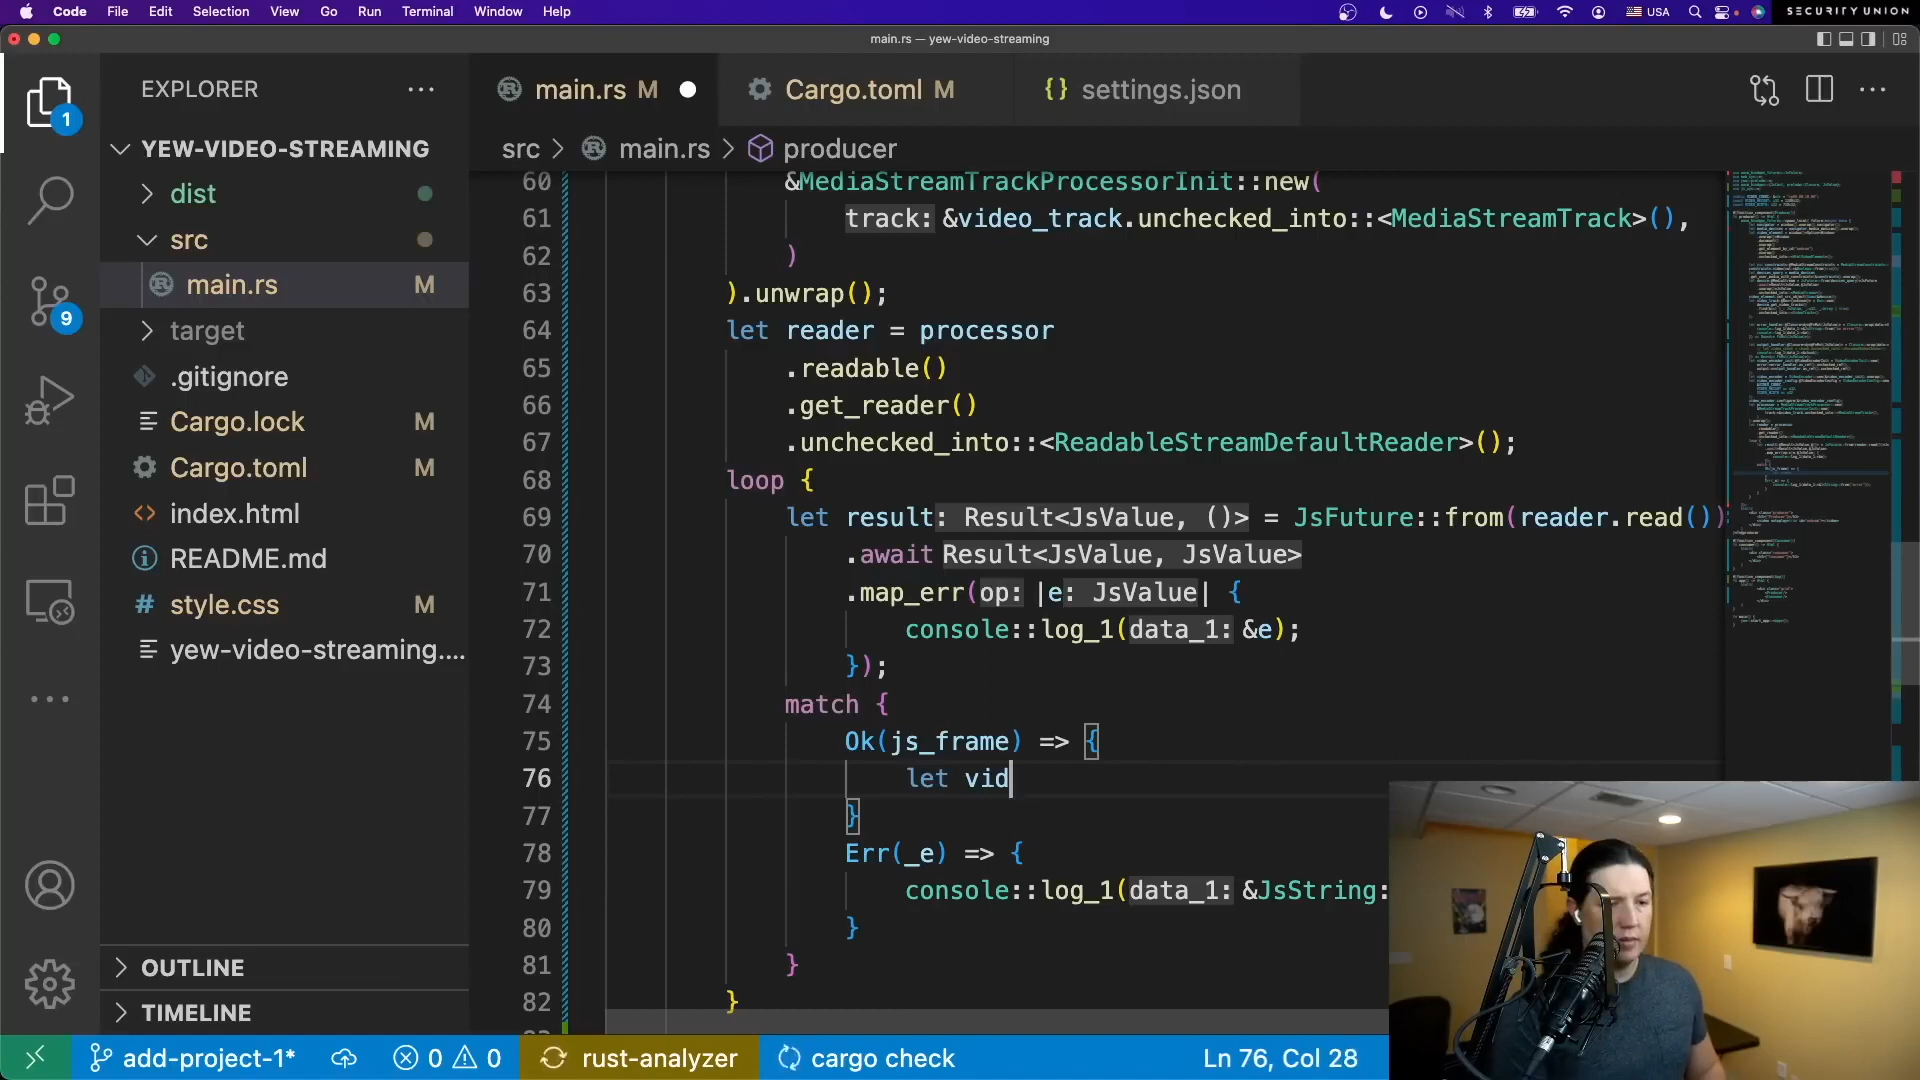 Code File Edit Selection View Go Run Terminal Window Help USA SECURITY UNION
main.rs — yew-video-streaming
EXPLORER
main.rs M
Cargo.toml M
{} settings.json
1
YEW-VIDEO-STREAMING
src > main.rs > producer
dist
src
main.rs M
target
.gitignore
Cargo.lock M
Cargo.toml M
index.html
README.md
# style.css M
yew-video-streaming....
9
OUTLINE
TIMELINE
60 &MediaStreamTrackProcessorInit::new(
61 track: &video_track.unchecked_into::<MediaStreamTrack>(),
62 )
63 ).unwrap();
64 let reader = processor
65 .readable()
66 .get_reader()
67 .unchecked_into::<ReadableStreamDefaultReader>();
68 loop {
69 let result: Result<JsValue, ()> = JsFuture::from(reader.read())
70 .await Result<JsValue, JsValue>
71 .map_err(op: |e: JsValue| {
72 console::log_1(data_1: &e);
73 });
74 match {
75 Ok(js_frame) => {
76 let vid
77 }
78 Err(_e) => {
79 console::log_1(data_1: &JsString:
80 }
81 }
82 }
add-project-1* 0 0 rust-analyzer cargo check Ln 76, Col 28